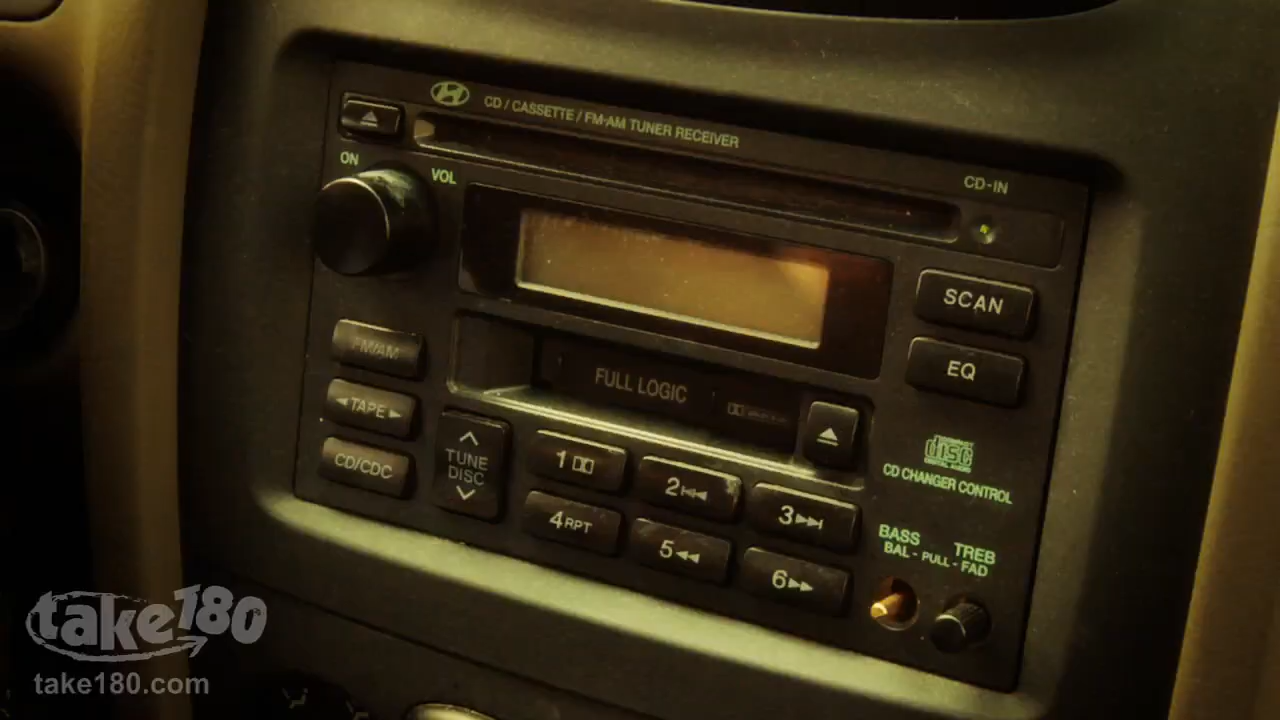 CD / CASSETTE / FM-AM TUNER RECEIVER
ON
VOL
CD-IN
SCAN
EQ
FM/AM
FULL LOGIC
TAPE
CD/CDC
TUNE
DISC
1
2
3
4 RPT
5
6
disc
CD CHANGER CONTROL
BASS
TREB
BAL - PULL - FAD
take180
take180.com